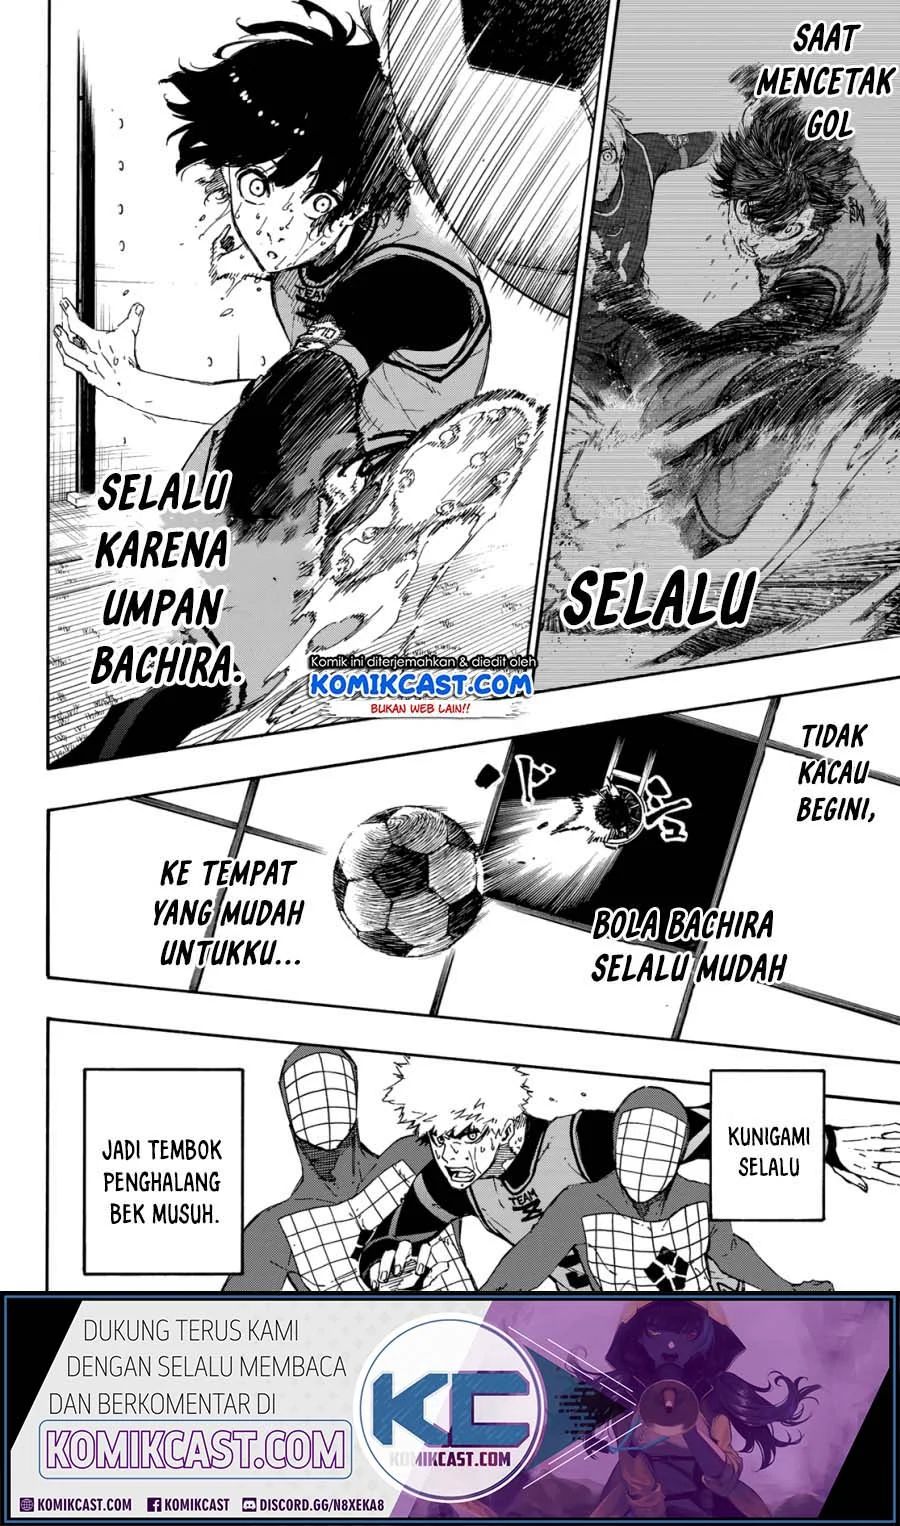 SAAT
MENCETAK
GOL
SELALU
SELALU
KARENA
UMPAN
BACHIRA.
TEAM
Komik ini diterjemahkan & diedit oleh
KOMIKCAST.COM
BUKAN WEB LAIN!!
TIDAK
KACAU
BEGINI,
BOLA BACHIRA
SELALU MUDAH
KE TEMPAT
YANG MUDAH
UNTUKKU...
KUNIGAMI
SELALU
TEAM
JADI TEMBOK
PENGHALANG
BEK MUSUH.
DUKUNG TERUS KAMI
DENGAN SELALU MEMBACA
DAN BERKOMENTAR DI
KOMIKCAST.COM
KC
KOMIKCAST.COM
KOMIKCAST.COM KOMIKCAST DISCORD.GG/N8XEKA8